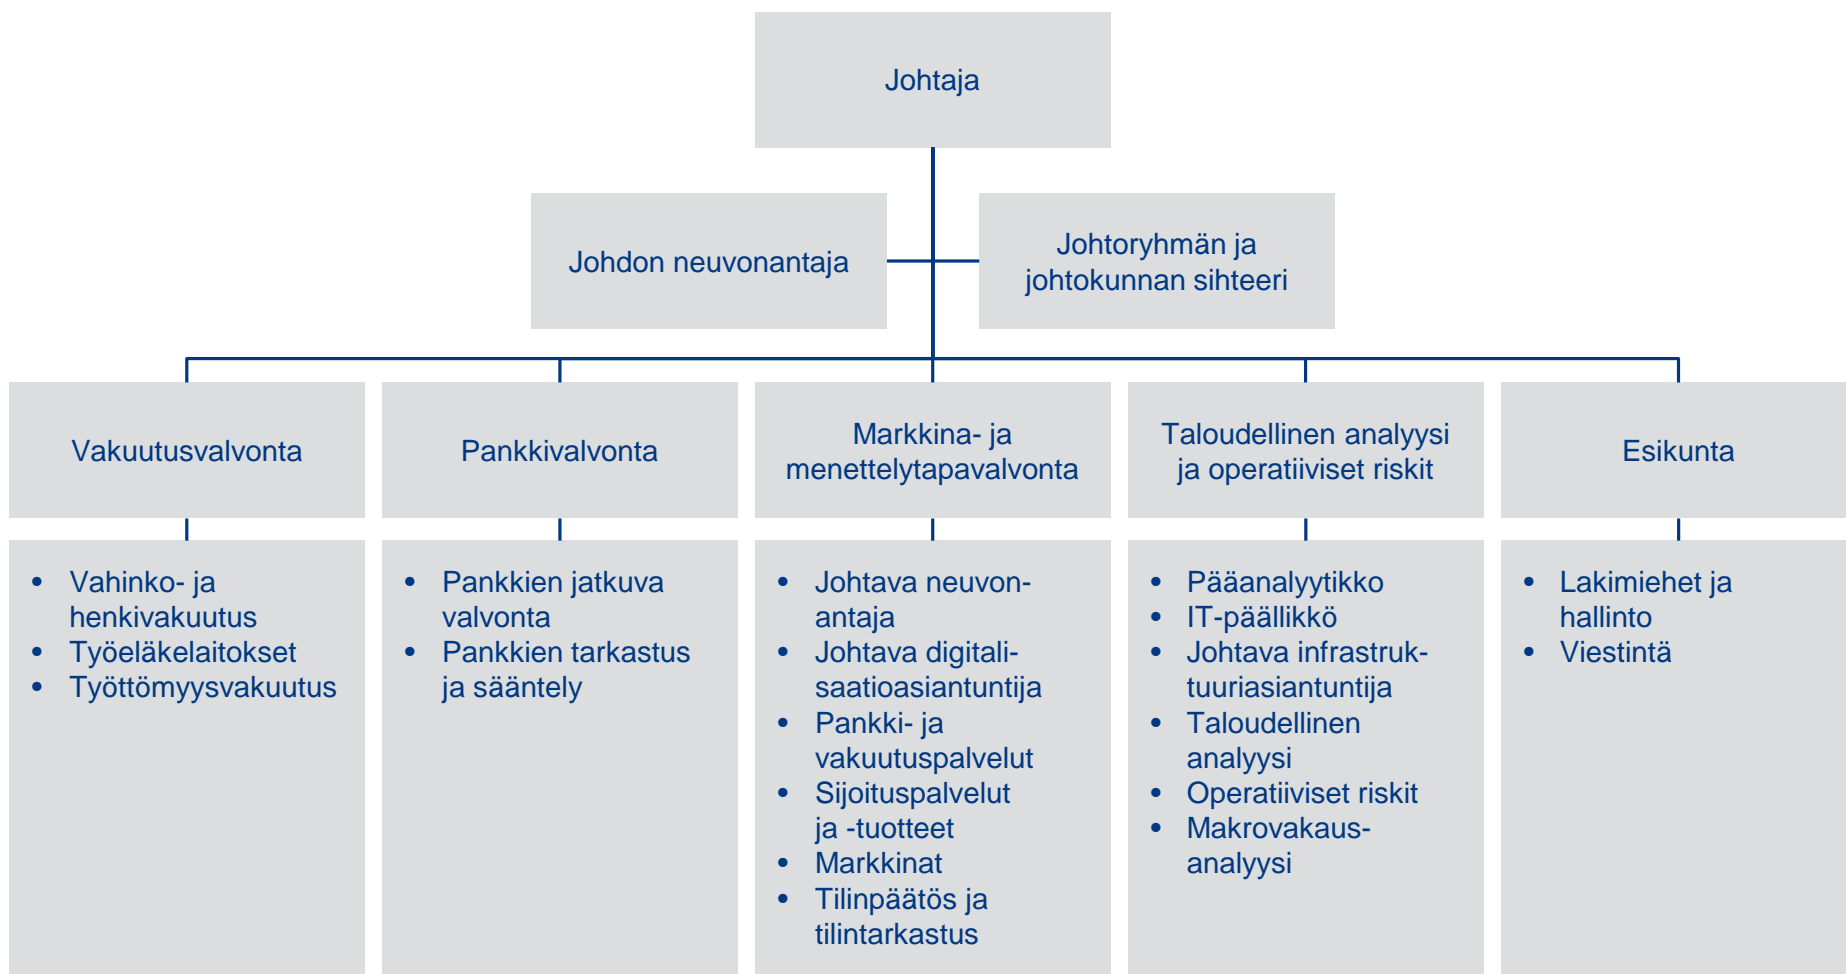 Johtaja
Johdon neuvonantaja
Johtoryhmän ja
johtokunnan sihteeri
Vakuutusvalvonta
Pankkivalvonta
Markkina- ja
menettelytapavalvonta
Taloudellinen analyysi
ja operatiiviset riskit
Esikunta
• Vahinko- ja
henkivakuutus
• Työeläkelaitokset
• Työttömyysvakuutus
• Pankkien jatkuva
valvonta
• Pankkien tarkastus
ja sääntely
• Johtava neuvon-
antaja
• Johtava digitali-
saatioasiantuntija
• Pankki- ja
vakuutuspalvelut
• Sijoituspalvelut
ja -tuotteet
• Markkinat
• Tilinpäätös ja
tilintarkastus
• Pääanalyytikko
• IT-päällikkö
• Johtava infrastruk-
tuuriasiantuntija
• Taloudellinen
analyysi
• Operatiiviset riskit
• Makrovakaus-
analyysi
• Lakimiehet ja
hallinto
• Viestintä